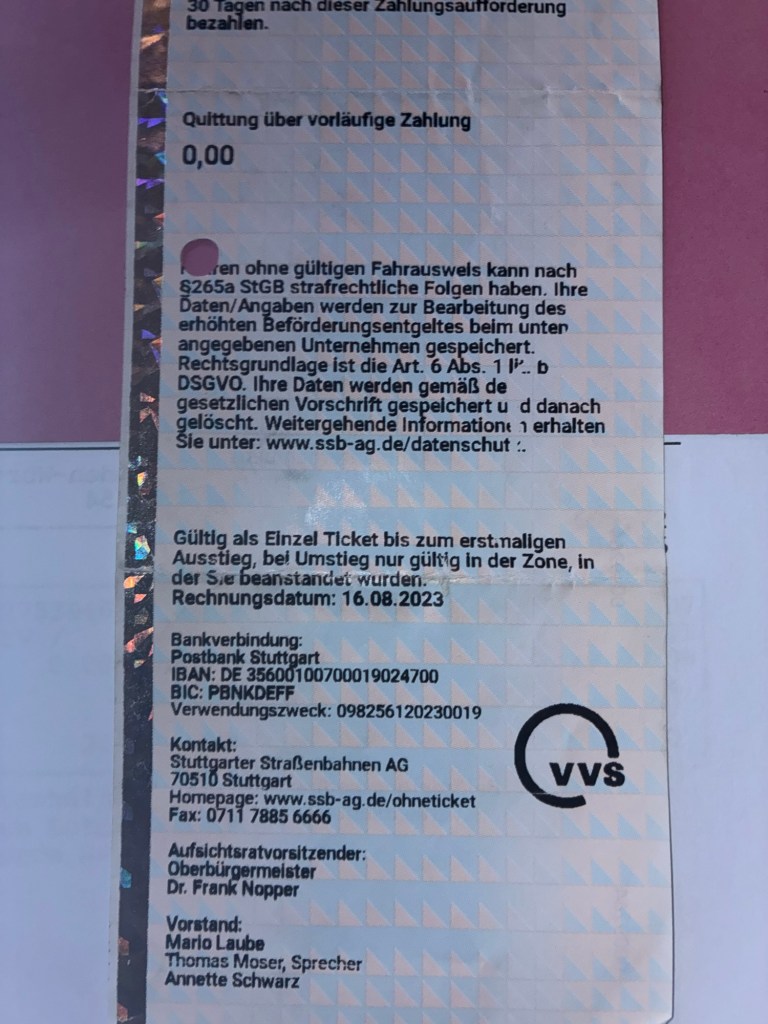 30 Tagen nach dieser Zahlungsaufforderung
bezahlen.
Quittung über vorläufige Zahlung
0,00
ohne gültigen Fahrausweis kann nach
§265a StGB strafrechtliche Folgen haben. Ihre
Daten/Angaben werden zur Bearbeitung des
erhöhten Beförderungsentgeltes beim unten
angegebenen Unternehmen gespeichert.
Rechtsgrundlage ist die Art. 6 Abs. 1 b
DSGVO. Ihre Daten werden gemäß de
gesetzlichen Vorschrift gespeichert u d danach
gelöscht. Weitergehende Information erhalten
Sie unter: www.ssb-ag.de/datenschut
Gültig als Einzel Ticket bis zum erstmaligen
Ausstieg, bei Umstieg nur gültig in der Zone, in
der Sie beanstandet wurden.
Rechnungsdatum: 16.08.2023
Bankverbindung:
Postbank Stuttgart
IBAN: DE 35600100700019024700
BIC: PBNKDEFF
Verwendungszweck: 098256120230019
Kontakt:
Stuttgarter Straßenbahnen AG
70510 Stuttgart
Homepage: www.ssb-ag.de/ohneticket
Fax: 0711 7885 6666
VVS
Aufsichtsratvorsitzender:
Oberbürgermeister
Dr. Frank Nopper
Vorstand:
Mario Laube
Thomas Moser, Sprecher
Annette Schwarz